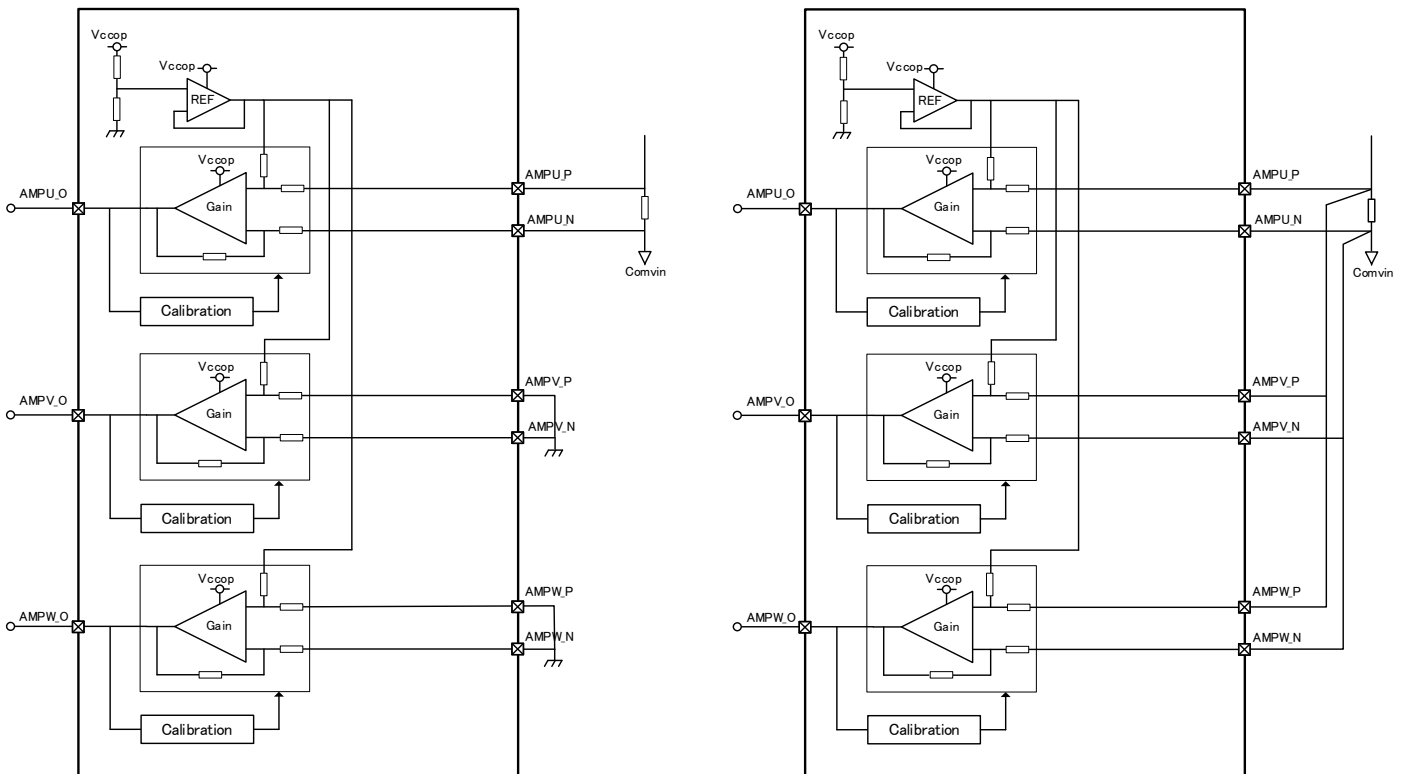 Vccop
Vccop
REF
Vccop
Gain
AMPU_O
AMPU_P
AMPU_N
Comvin
Calibration
Vccop
Gain
AMPV_O
AMPV_P
AMPV_N
Calibration
Vccop
Gain
AMPW_O
AMPW_P
AMPW_N
Calibration
Vccop
Vccop
REF
Vccop
Gain
AMPU_O
AMPU_P
AMPU_N
Comvin
Calibration
Vccop
Gain
AMPV_O
AMPV_P
AMPV_N
Calibration
Vccop
Gain
AMPW_O
AMPW_P
AMPW_N
Calibration